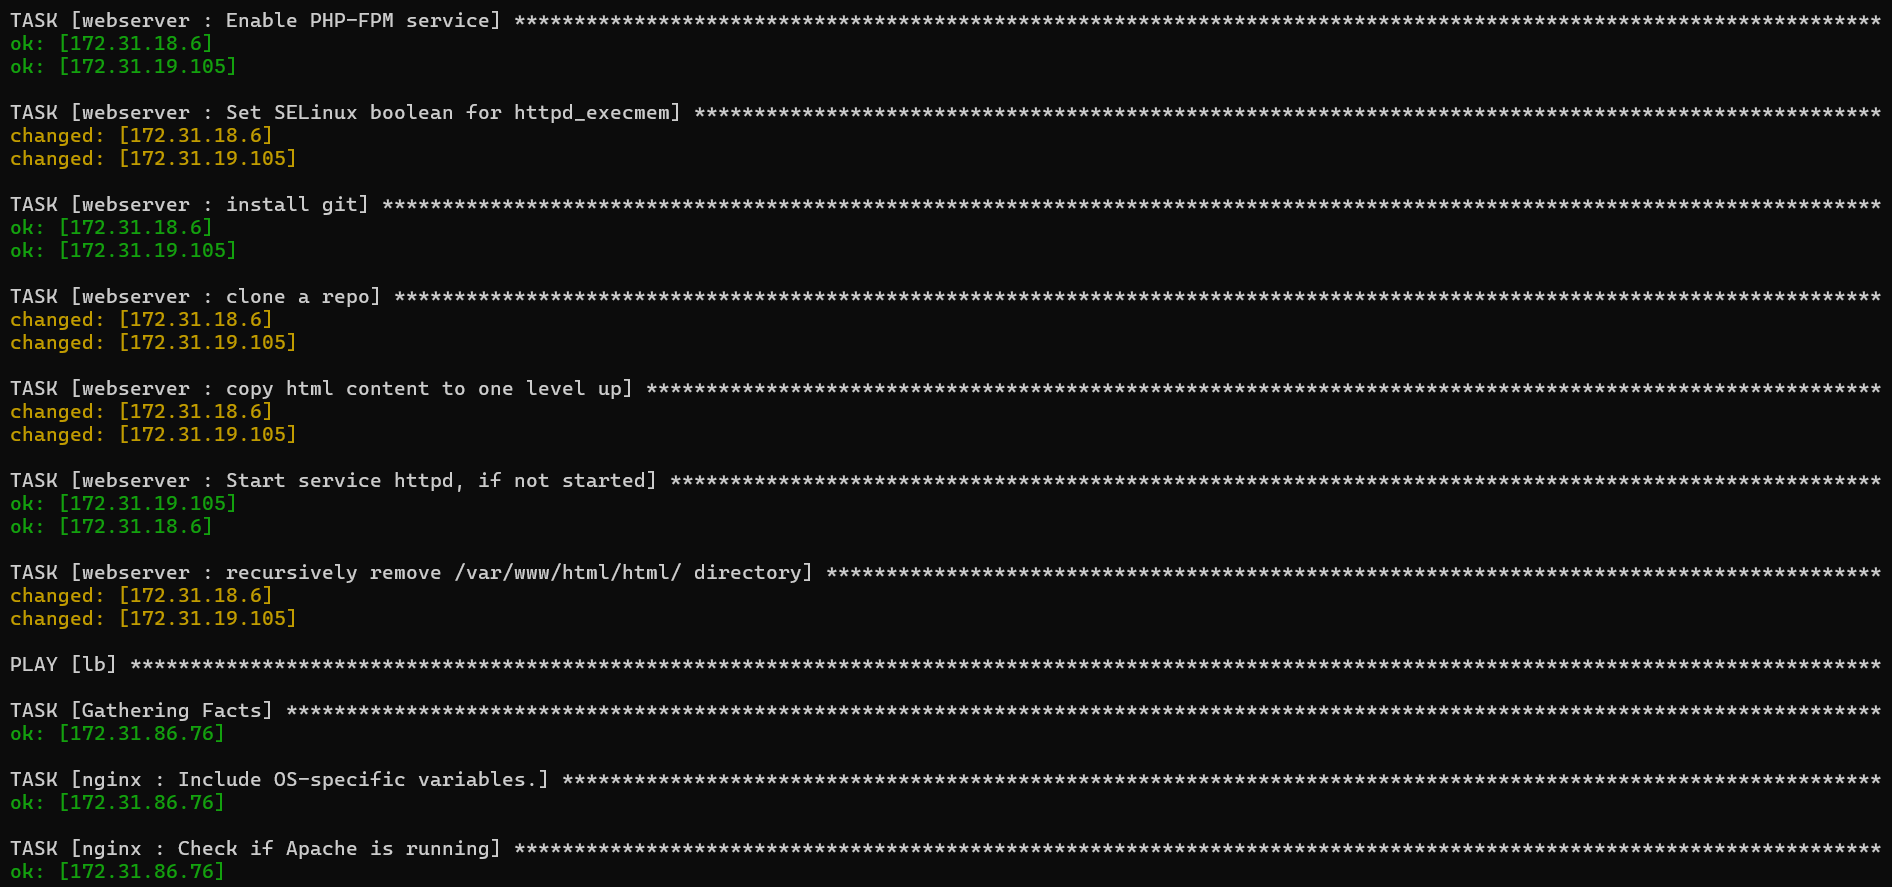 TASK [webserver : Enable PHP-FPM service] ******************************************************************************************************************
ok: [172.31.18.6]
ok: [172.31.19.105]
TASK [webserver : Set SELinux boolean for httpd_execmem] ***************************************************************************************************
changed: [172.31.18.6]
changed: [172.31.19.105]
TASK [webserver : install git] *****************************************************************************************************************************
ok: [172.31.18.6]
ok: [172.31.19.105]
TASK [webserver : clone a repo] ****************************************************************************************************************************
changed: [172.31.18.6]
changed: [172.31.19.105]
TASK [webserver : copy html content to one level up] *******************************************************************************************************
changed: [172.31.18.6]
changed: [172.31.19.105]
TASK [webserver : Start service httpd, if not started] *****************************************************************************************************
ok: [172.31.19.105]
ok: [172.31.18.6]
TASK [webserver : recursively remove /var/www/html/html/ directory] ****************************************************************************************
changed: [172.31.18.6]
changed: [172.31.19.105]
PLAY [lb] **************************************************************************************************************************************************
TASK [Gathering Facts] *************************************************************************************************************************************
ok: [172.31.86.76]
TASK [nginx : Include OS-specific variables.] **************************************************************************************************************
ok: [172.31.86.76]
TASK [nginx : Check if Apache is running] ******************************************************************************************************************
ok: [172.31.86.76]